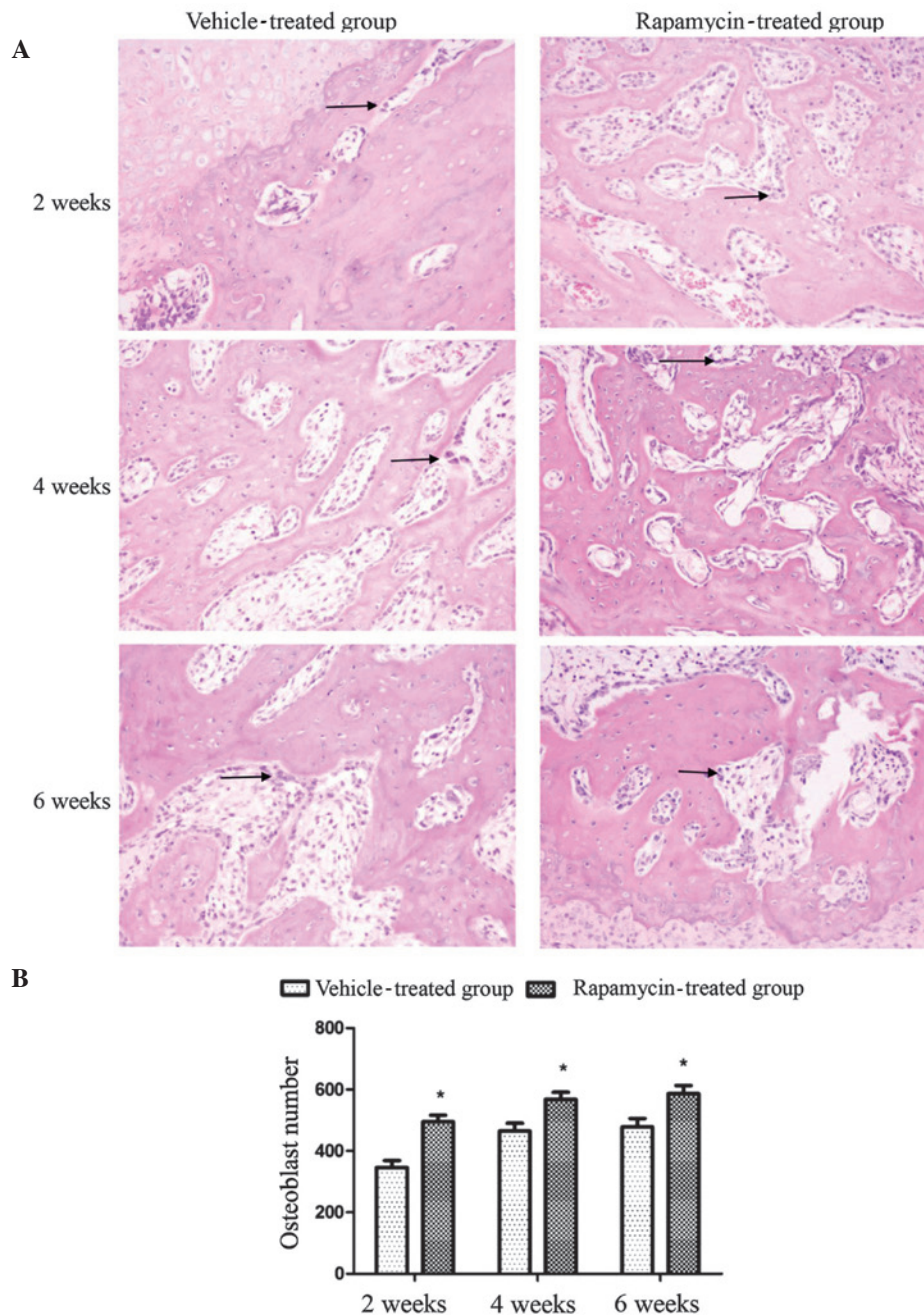 Vehicle-treated group Rapamycin-treated group
A
2 weeks
4 weeks
6 weeks
B
Vehicle-treated group Rapamycin-treated group
800
600
400
200
0
Osteoblast number
* * *
2 weeks 4 weeks 6 weeks